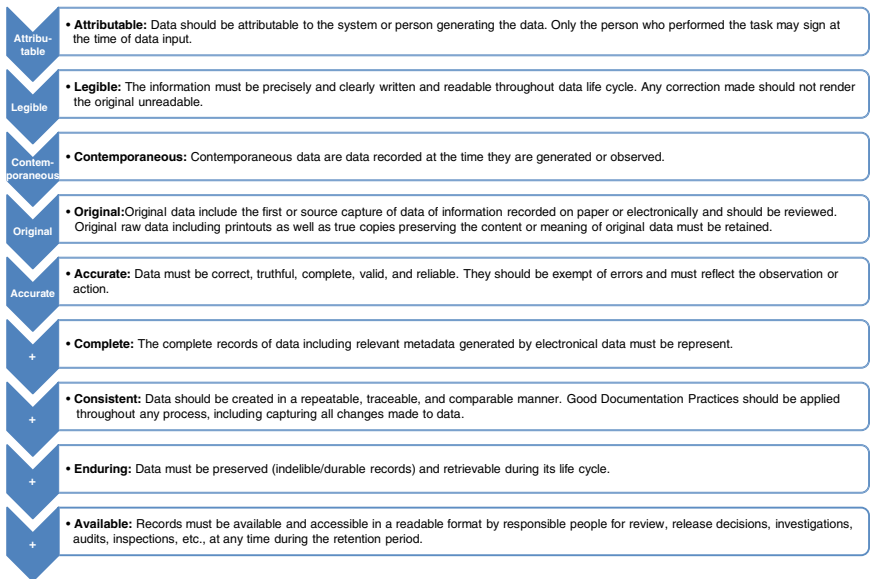 Attribu-
table
• Attributable: Data should be attributable to the system or person generating the data. Only the person who performed the task may sign at
the time of data input.
Legible
• Legible: The information must be precisely and clearly written and readable throughout data life cycle. Any correction made should not render
the original unreadable.
Contem-
poraneous
• Contemporaneous: Contemporaneous data are data recorded at the time they are generated or observed.
Original
• Original:Original data include the first or source capture of data of information recorded on paper or electronically and should be reviewed.
Original raw data including printouts as well as true copies preserving the content or meaning of original data must be retained.
Accurate
• Accurate: Data must be correct, truthful, complete, valid, and reliable. They should be exempt of errors and must reflect the observation or
action.
+
• Complete: The complete records of data including relevant metadata generated by electronical data must be represent.
+
• Consistent: Data should be created in a repeatable, traceable, and comparable manner. Good Documentation Practices should be applied
throughout any process, including capturing all changes made to data.
+
• Enduring: Data must be preserved (indelible/durable records) and retrievable during its life cycle.
+
• Available: Records must be available and accessible in a readable format by responsible people for review, release decisions, investigations,
audits, inspections, etc., at any time during the retention period.